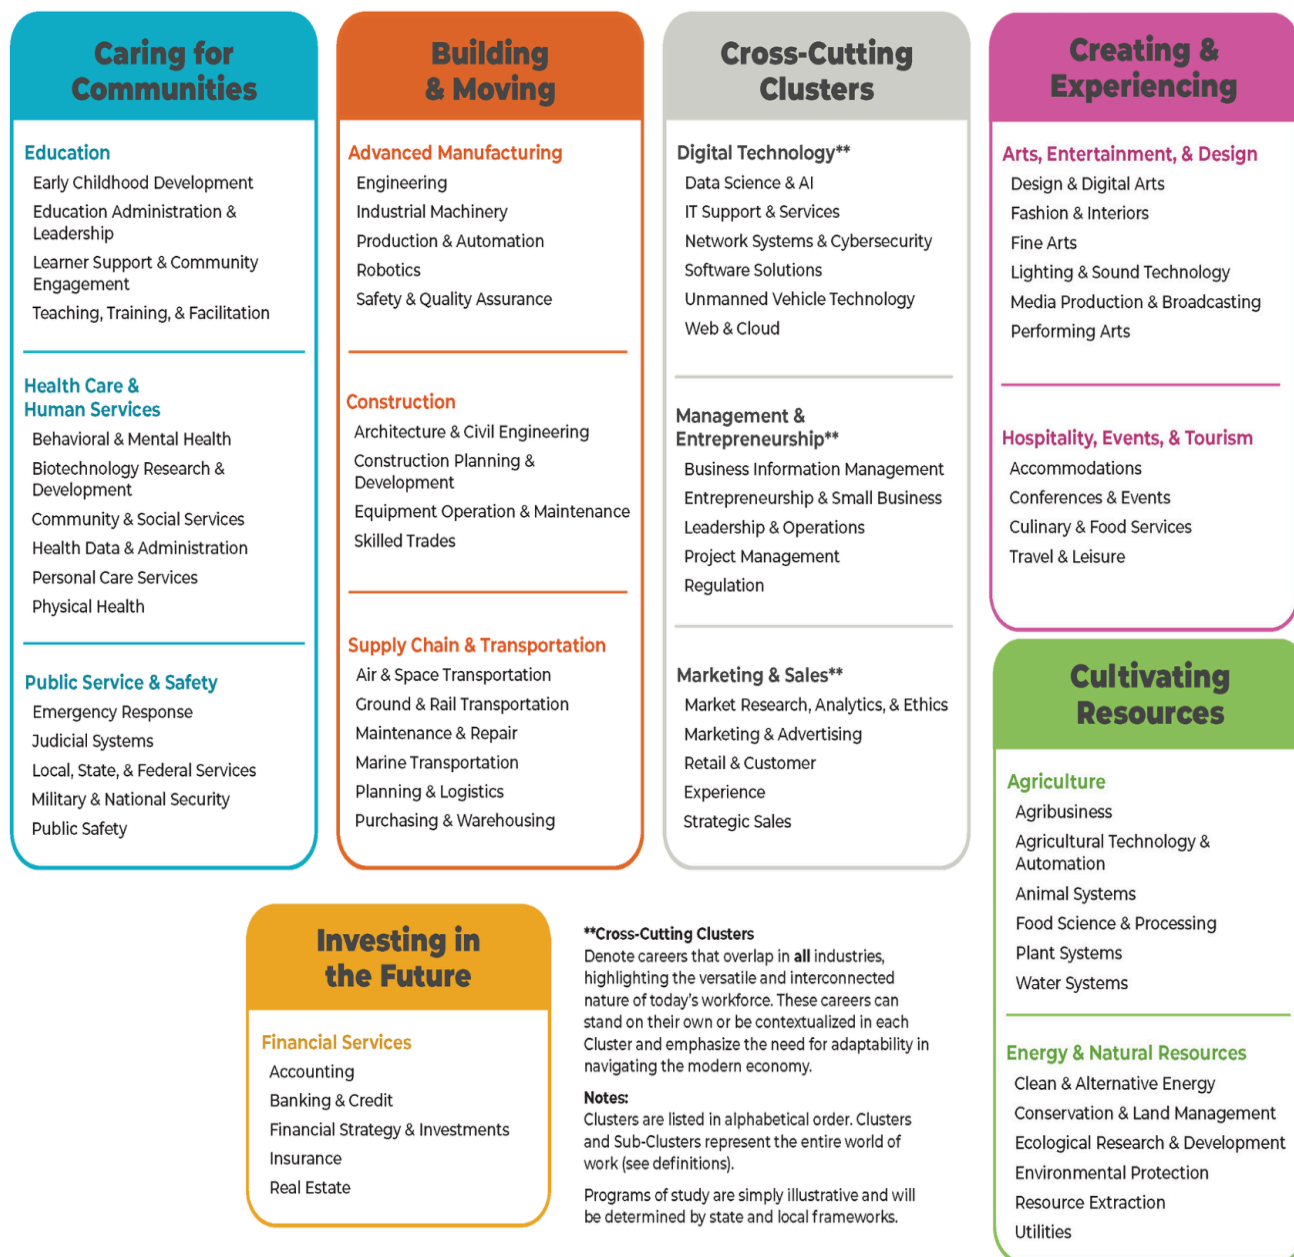 Caring for
Communities
Education
Early Childhood Development
Education Administration &
Leadership
Learner Support & Community
Engagement
Teaching, Training, & Facilitation
Health Care &
Human Services
Behavioral & Mental Health
Biotechnology Research &
Development
Community & Social Services
Health Data & Administration
Personal Care Services
Physical Health
Public Service & Safety
Emergency Response
Judicial Systems
Local, State, & Federal Services
Military & National Security
Public Safety
Building
& Moving
Advanced Manufacturing
Engineering
Industrial Machinery
Production & Automation
Robotics
Safety & Quality Assurance
Construction
Architecture & Civil Engineering
Construction Planning &
Development
Equipment Operation & Maintenance
Skilled Trades
Supply Chain & Transportation
Air & Space Transportation
Ground & Rail Transportation
Maintenance & Repair
Marine Transportation
Planning & Logistics
Purchasing & Warehousing
Cross-Cutting
Clusters
Digital Technology**
Data Science & AI
IT Support & Services
Network Systems & Cybersecurity
Software Solutions
Unmanned Vehicle Technology
Web & Cloud
Management &
Entrepreneurship**
Business Information Management
Entrepreneurship & Small Business
Leadership & Operations
Project Management
Regulation
Marketing & Sales**
Market Research, Analytics, & Ethics
Marketing & Advertising
Retail & Customer
Experience
Strategic Sales
Creating &
Experiencing
Arts, Entertainment, & Design
Design & Digital Arts
Fashion & Interiors
Fine Arts
Lighting & Sound Technology
Media Production & Broadcasting
Performing Arts
Hospitality, Events, & Tourism
Accommodations
Conferences & Events
Culinary & Food Services
Travel & Leisure
Cultivating
Resources
Agriculture
Agribusiness
Agricultural Technology &
Automation
Animal Systems
Food Science & Processing
Plant Systems
Water Systems
Energy & Natural Resources
Clean & Alternative Energy
Conservation & Land Management
Ecological Research & Development
Environmental Protection
Resource Extraction
Utilities
Investing in
the Future
Financial Services
Accounting
Banking & Credit
Financial Strategy & Investments
Insurance
Real Estate
**Cross-Cutting Clusters
Denote careers that overlap in all industries,
highlighting the versatile and interconnected
nature of today's workforce. These careers can
stand on their own or be contextualized in each
Cluster and emphasize the need for adaptability in
navigating the modern economy.
Notes:
Clusters are listed in alphabetical order. Clusters
and Sub-Clusters represent the entire world of
work (see definitions).
Programs of study are simply illustrative and will
be determined by state and local frameworks.